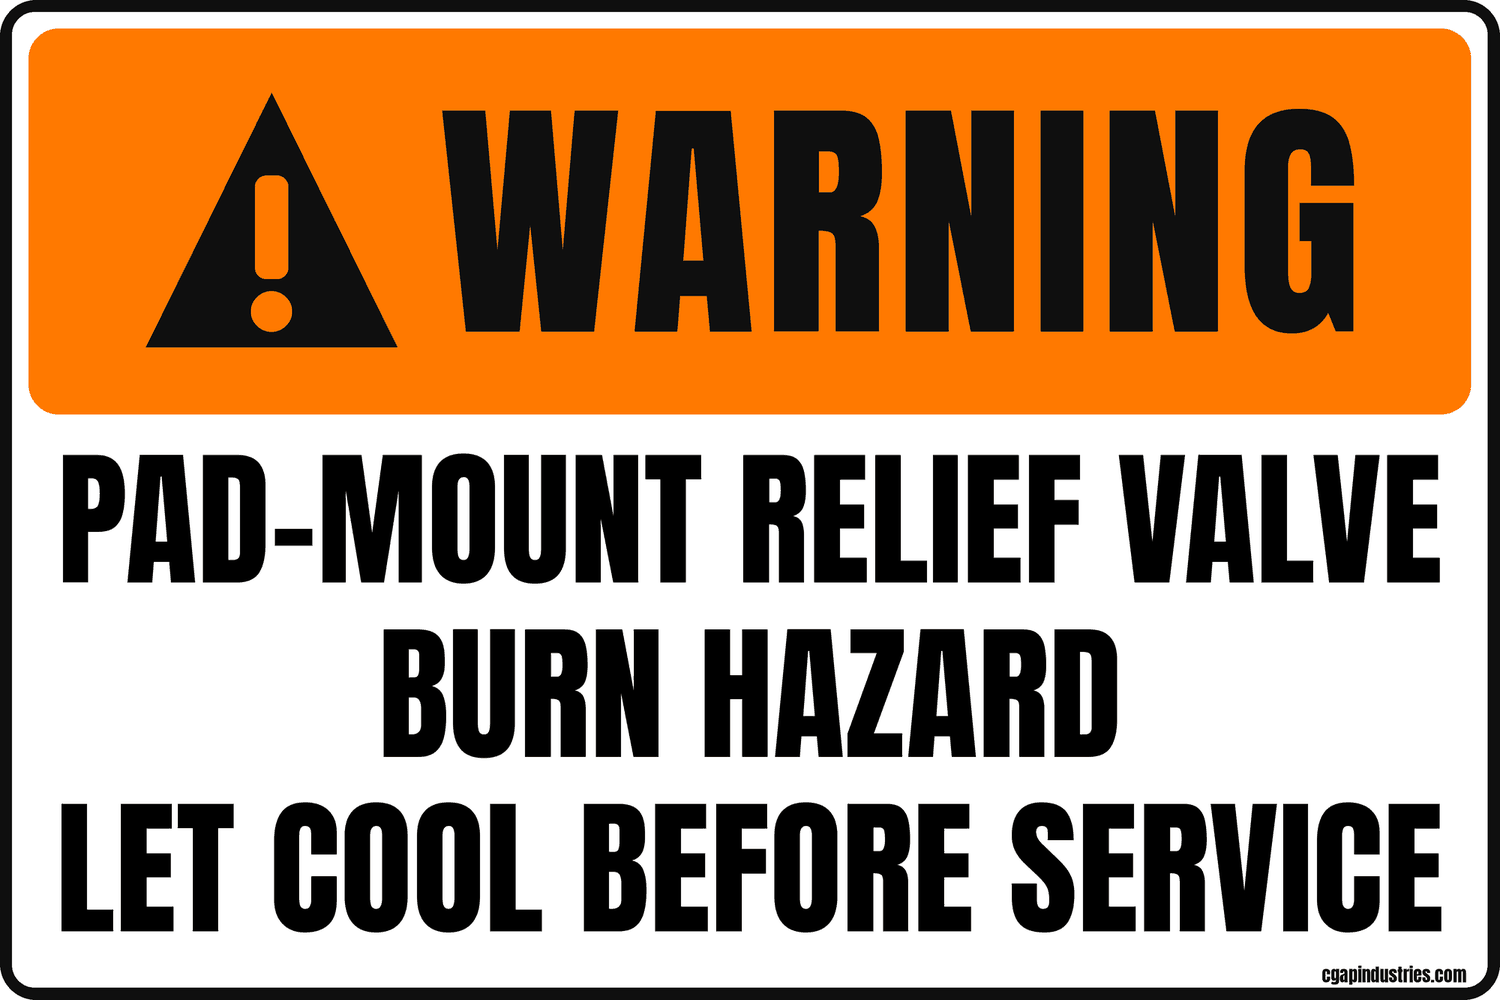 WARNING
PAD-MOUNT RELIEF VALVE
BURN HAZARD
LET COOL BEFORE SERVICE
cgapindustries.com